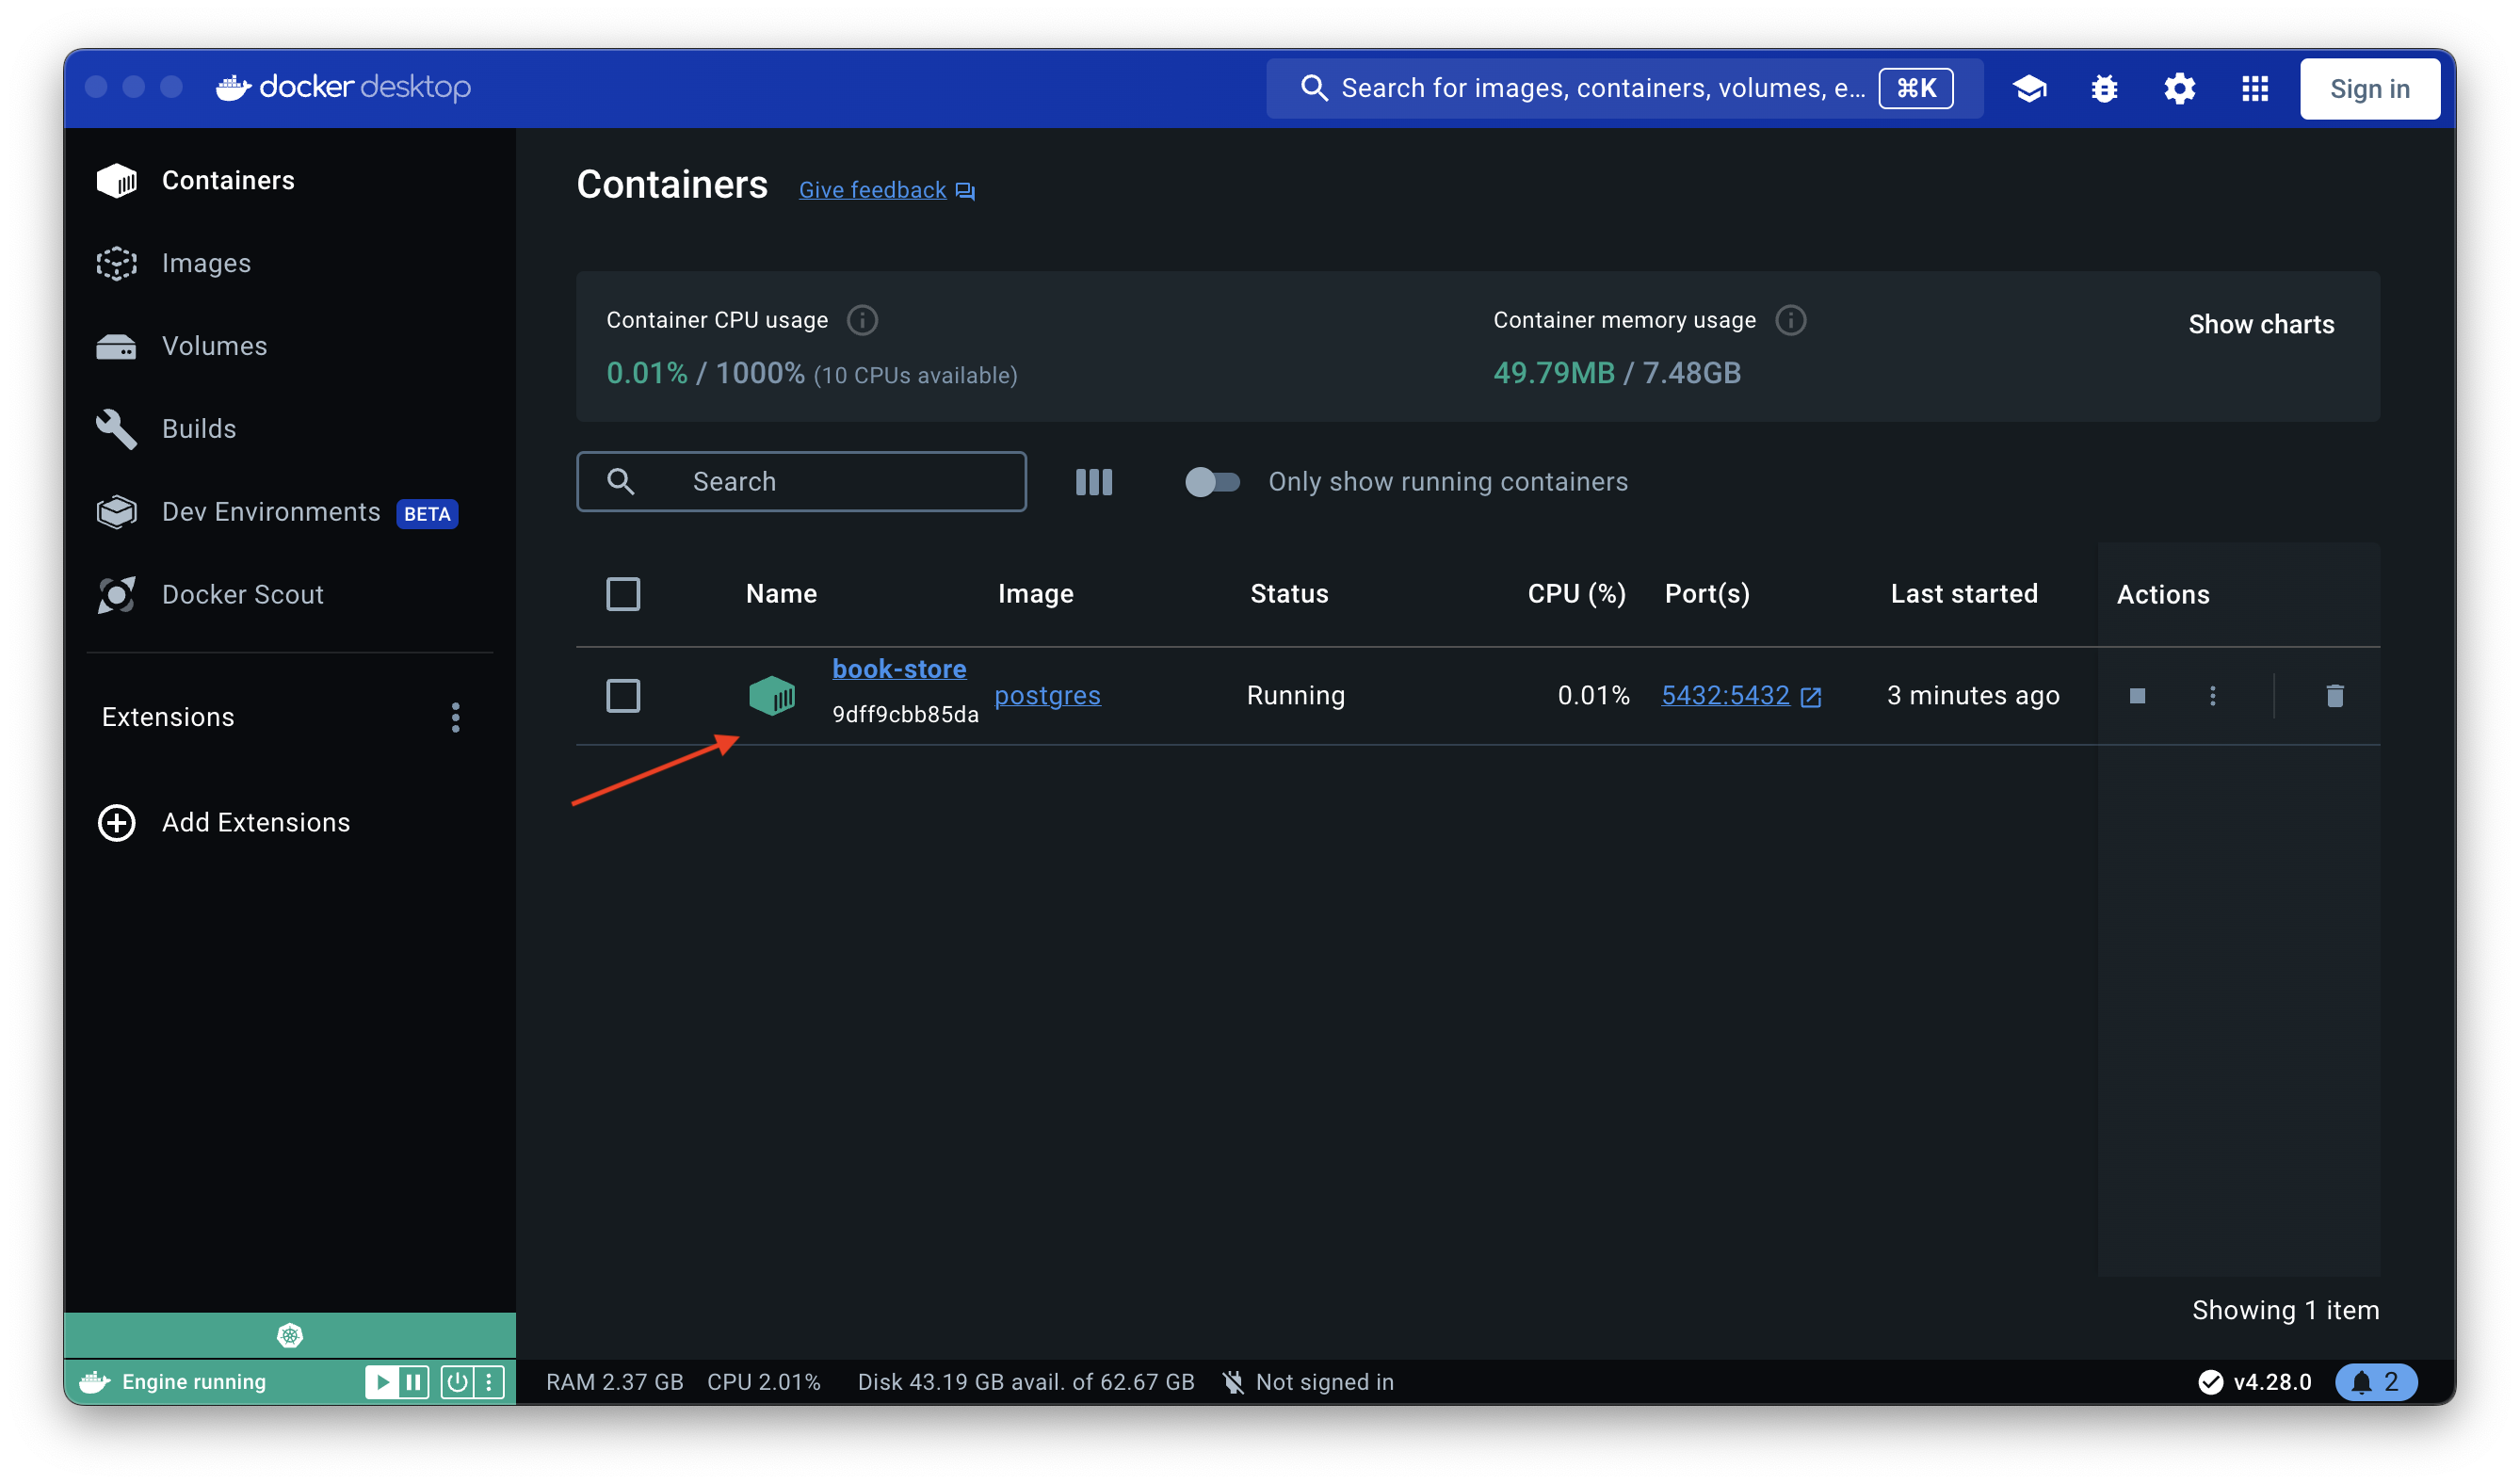 docker desktop
Search for images, containers, volumes, e... ⌘K
Sign in
Containers
Images
Volumes
Builds
Dev Environments BETA
Docker Scout
Extensions
Add Extensions
Containers Give feedback
Container CPU usage
0.01% / 1000% (10 CPUs available)
Container memory usage
49.79MB / 7.48GB
Show charts
Search
Only show running containers
Name Image Status CPU (%) Port(s) Last started Actions
book-store
9dff9cbb85da
postgres Running 0.01% 5432:5432 3 minutes ago
Showing 1 item
Engine running
RAM 2.37 GB CPU 2.01% Disk 43.19 GB avail. of 62.67 GB Not signed in
v4.28.0 2